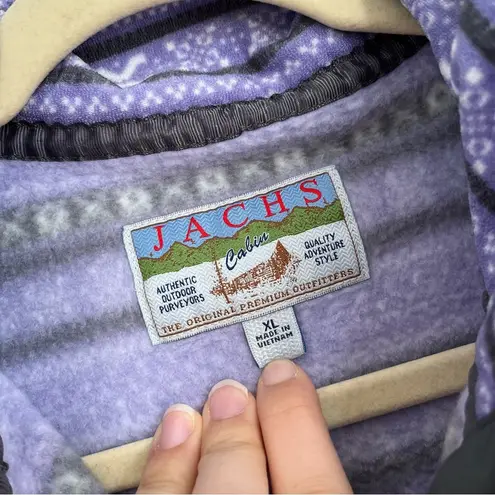 JACHS
Cabin
AUTHENTIC
OUTDOOR
PURVEYORS
QUALITY
ADVENTURE
STYLE
THE ORIGINAL PREMIUM OUTFITTERS
XL
MADE IN
VIETNAM